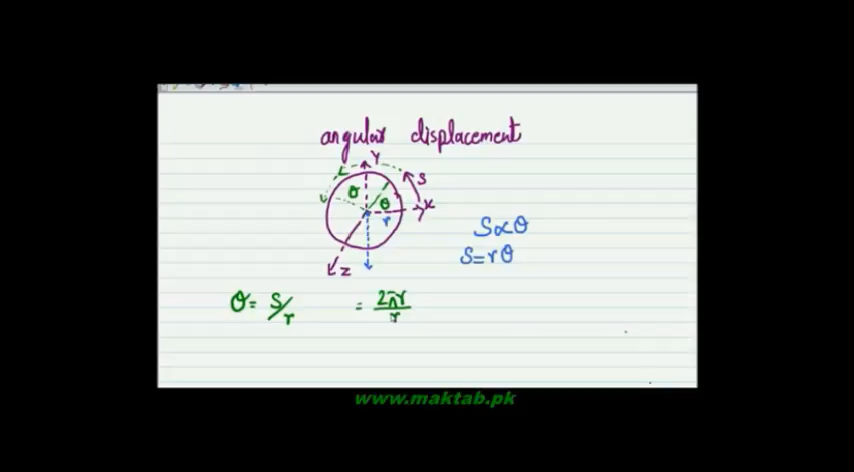 angular displacement
Y
S
θ θ
X
r
Z
S∝θ
S=rθ
θ= S/r = 2πr/r
www.maktab.pk